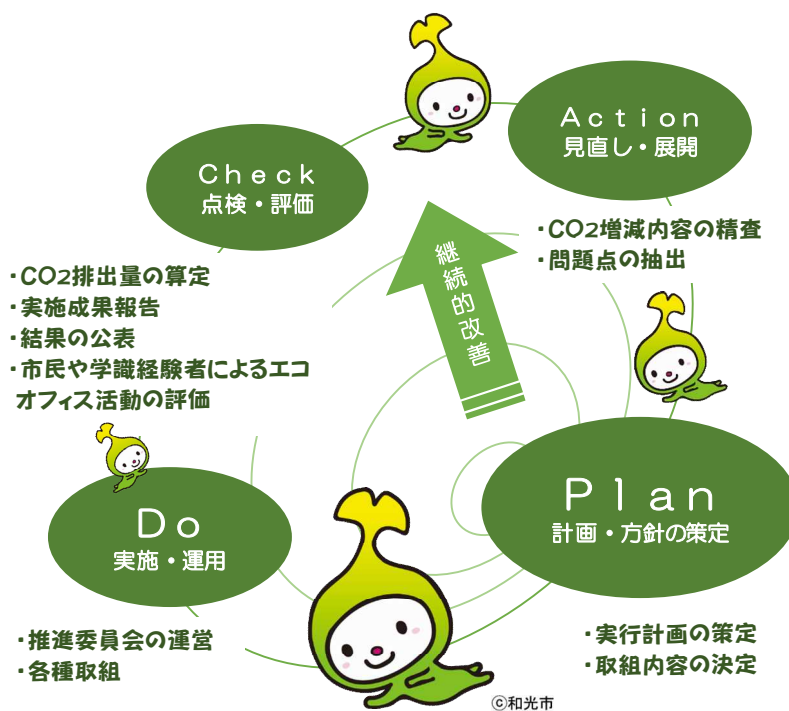 Ａｃｔｉｏｎ
見直し・展開
・CO2増減内容の精査
・問題点の抽出
Ｃｈｅｃｋ
点検・評価
・CO2排出量の算定
・実施成果報告
・結果の公表
・市民や学識経験者によるエコ
オフィス活動の評価
継続的改善
Ｐｌａｎ
計画・方針の策定
・実行計画の策定
・取組内容の決定
Ｄｏ
実施・運用
・推進委員会の運営
・各種取組
©和光市